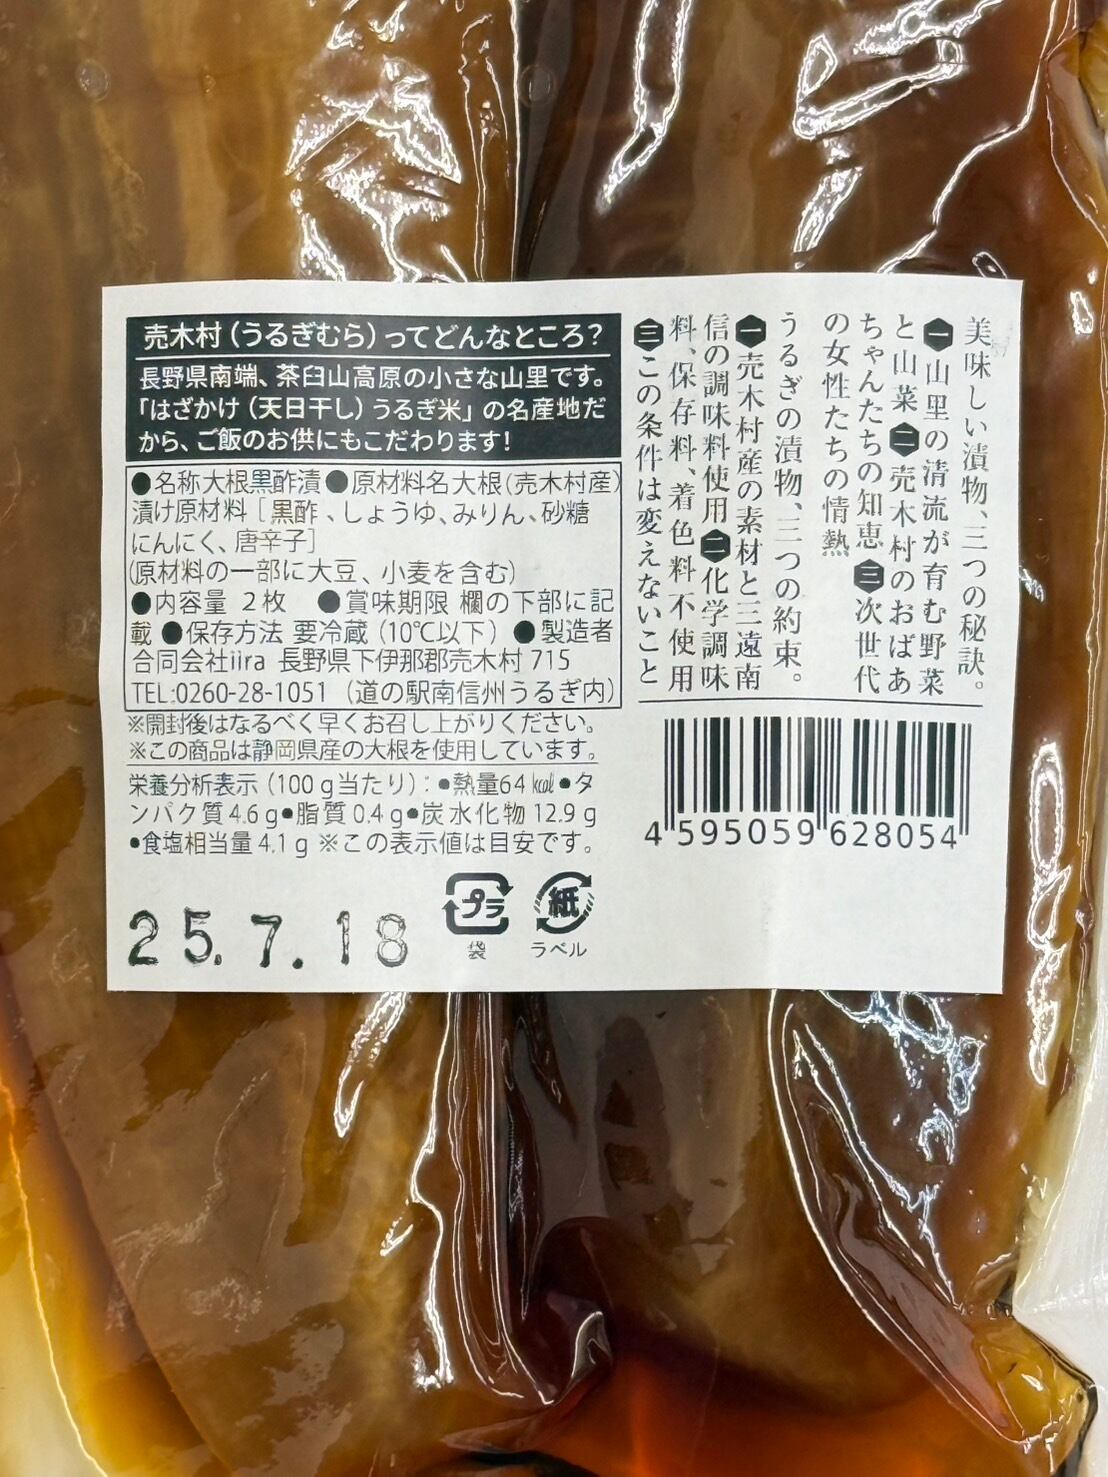 売木村(うるぎむら)ってどんなところ?
長野県南端、茶臼山高原の小さな山里です。
「はざかけ(天日干し)うるぎ米」の名産地だ
から、ご飯のお供にもこだわります!
●名称大根黒酢漬●原材料名大根(売木村産)
漬け原材料[黒酢、しょうゆ、みりん、砂糖
にんにく、唐辛子]
(原材料の一部に大豆、小麦を含む)
●内容量 2枚 ●賞味期限 欄の下部に記
載 ●保存方法 要冷蔵(10℃以下) ●製造者
合同会社iira 長野県下伊那郡売木村 715
TEL:0260-28-1051 (道の駅南信州うるぎ内)
※開封後はなるべく早くお召し上がりください。
※この商品は静岡県産の大根を使用しています。
栄養分析表示(100g当たり):●熱量64kcal●タ
ンパク質4.6g●脂質0.4g●炭水化物12.9g
●食塩相当量4.1g ※この表示値は目安です。
25.7.18
プラ
袋
紙
ラベル
美味しい漬物、三つの秘訣。
一山里の清流が育む野菜
と山菜二売木村のおばあ
ちゃんたちの知恵三次世代
の女性たちの情熱
うるぎの漬物、三つの約束。
一売木村産の素材と三遠南
信の調味料使用二化学調味
料、保存料、着色料不使用
三この条件は変えないこと
4 595059 628054